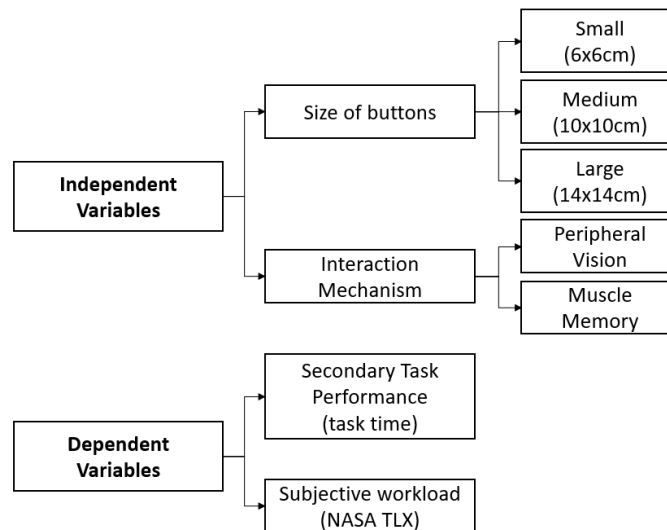 Independent
Variables
Size of buttons
Small
(6x6cm)
Medium
(10x10cm)
Large
(14x14cm)
Interaction
Mechanism
Peripheral
Vision
Muscle
Memory
Dependent
Variables
Secondary Task
Performance
(task time)
Subjective workload
(NASA TLX)